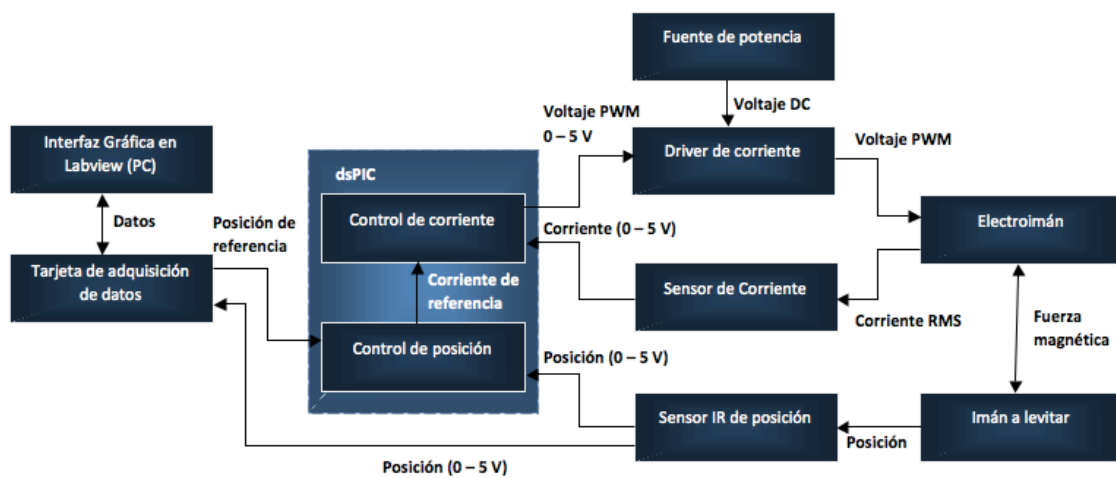 Fuente de potencia
Voltaje DC
Voltaje PWM
0 – 5 V
Driver de corriente
Voltaje PWM
Interfaz Gráfica en
Labview (PC)
Datos
Posición de
referencia
Tarjeta de adquisición
de datos
dsPIC
Control de corriente
Corriente de
referencia
Control de posición
Corriente (0 – 5 V)
Sensor de Corriente
Corriente RMS
Electroimán
Fuerza
magnética
Posición (0 – 5 V)
Sensor IR de posición
Posición
Imán a levitar
Posición (0 – 5 V)